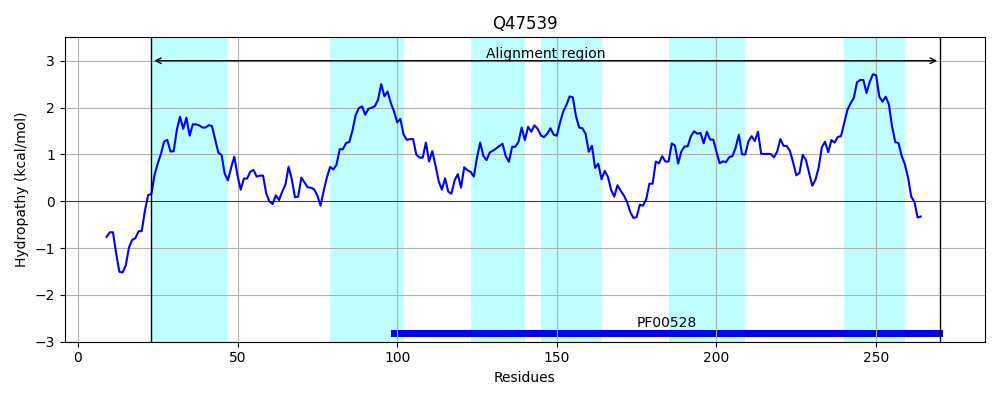 Q47539
Alignment region
Hydropathy (kcal/mol)
3
2
1
0
−1
−2
−3
PF00528
0 50 100 150 200 250
Residues